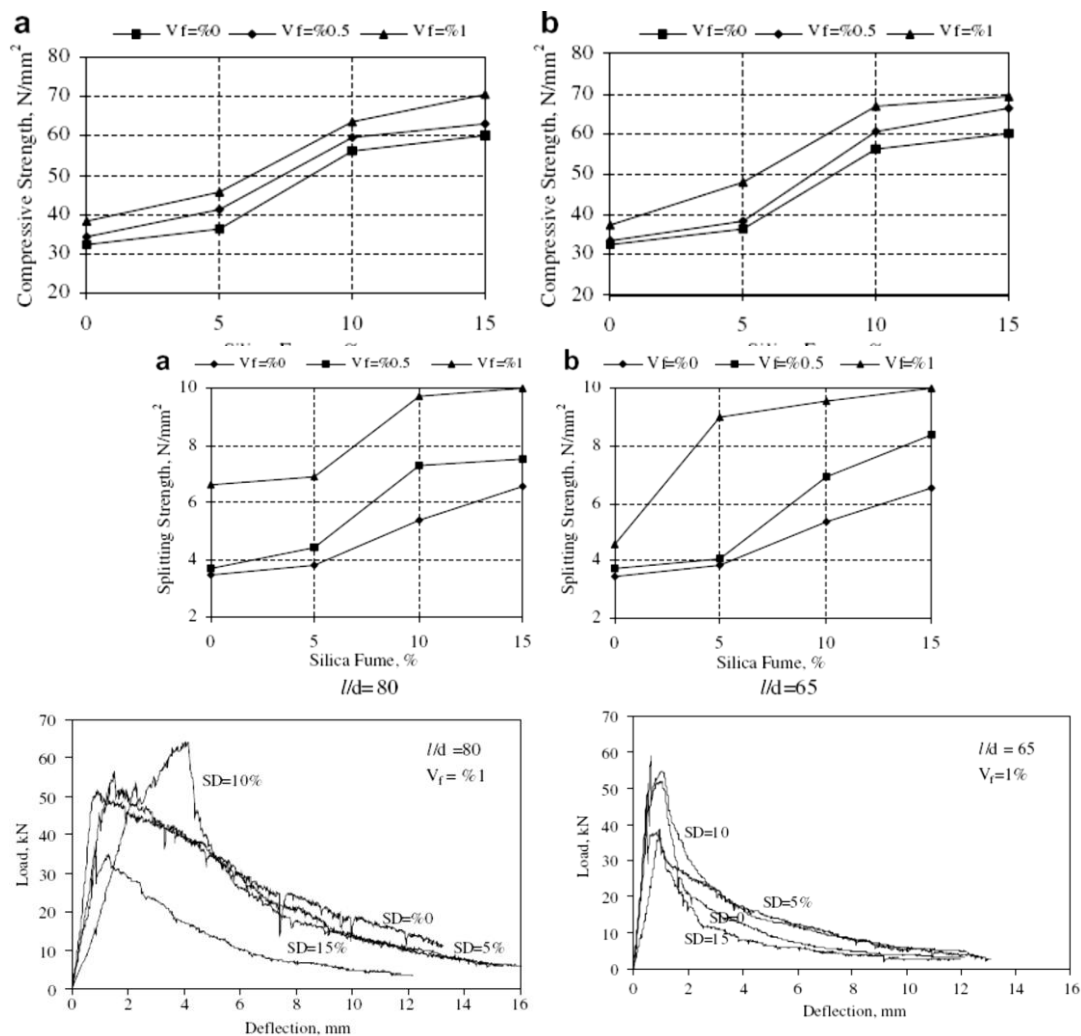 a
Vf=%0 Vf=%0.5 Vf=%1
Compressive Strength, N/mm²
80
70
60
50
40
30
20
0 5 10 15
b
Vf=%0 Vf=%0.5 Vf=%1
Compressive Strength, N/mm²
80
70
60
50
40
30
20
0 5 10 15
a
Vf=%0 Vf=%0.5 Vf=%1
Splitting Strength, N/mm²
10
8
6
4
2
0 5 10 15
Silica Fume, %
l/d= 80
b
Vf=%0 Vf=%0.5 Vf=%1
Splitting Strength, N/mm²
10
8
6
4
2
0 5 10 15
Silica Fume, %
l/d=65
Load, kN
70
60
50
40
30
20
10
0
l/d =80
Vf = %1
SD=10%
SD=%0
SD=15%
SD=5%
0 2 4 6 8 10 12 14 16
Deflection, mm
Load, kN
70
60
50
40
30
20
10
0
l/d = 65
Vf=1%
SD=10
SD=5%
SD=0
SD=15
0 2 4 6 8 10 12 14 16
Deflection, mm